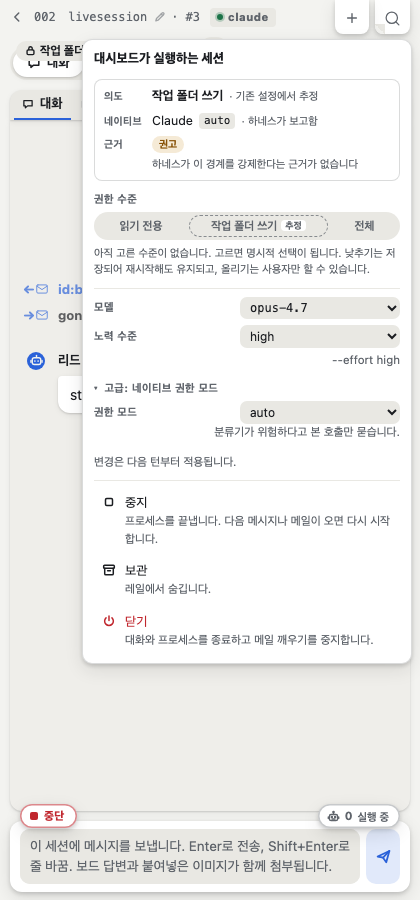 002 livesession · #3 claude
작업 폴더
대화
대화
id:b
gon
리드
st
대시보드가 실행하는 세션
의도 작업 폴더 쓰기 · 기존 설정에서 추정
네이티브 Claude auto · 하네스가 보고함
근거 권고
하네스가 이 경계를 강제한다는 근거가 없습니다
권한 수준
읽기 전용 작업 폴더 쓰기 추정 전체
아직 고른 수준이 없습니다. 고르면 명시적 선택이 됩니다. 낮추기는 저
장되어 재시작해도 유지되고, 올리기는 사용자만 할 수 있습니다.
모델 opus-4.7
노력 수준 high
--effort high
고급: 네이티브 권한 모드
권한 모드 auto
분류기가 위험하다고 본 호출만 묻습니다.
변경은 다음 턴부터 적용됩니다.
중지
프로세스를 끝냅니다. 다음 메시지나 메일이 오면 다시 시작
합니다.
보관
레일에서 숨깁니다.
닫기
대화와 프로세스를 종료하고 메일 깨우기를 중지합니다.
중단
0 실행 중
이 세션에 메시지를 보냅니다. Enter로 전송, Shift+Enter로
줄 바꿈. 보드 답변과 붙여넣은 이미지가 함께 첨부됩니다.